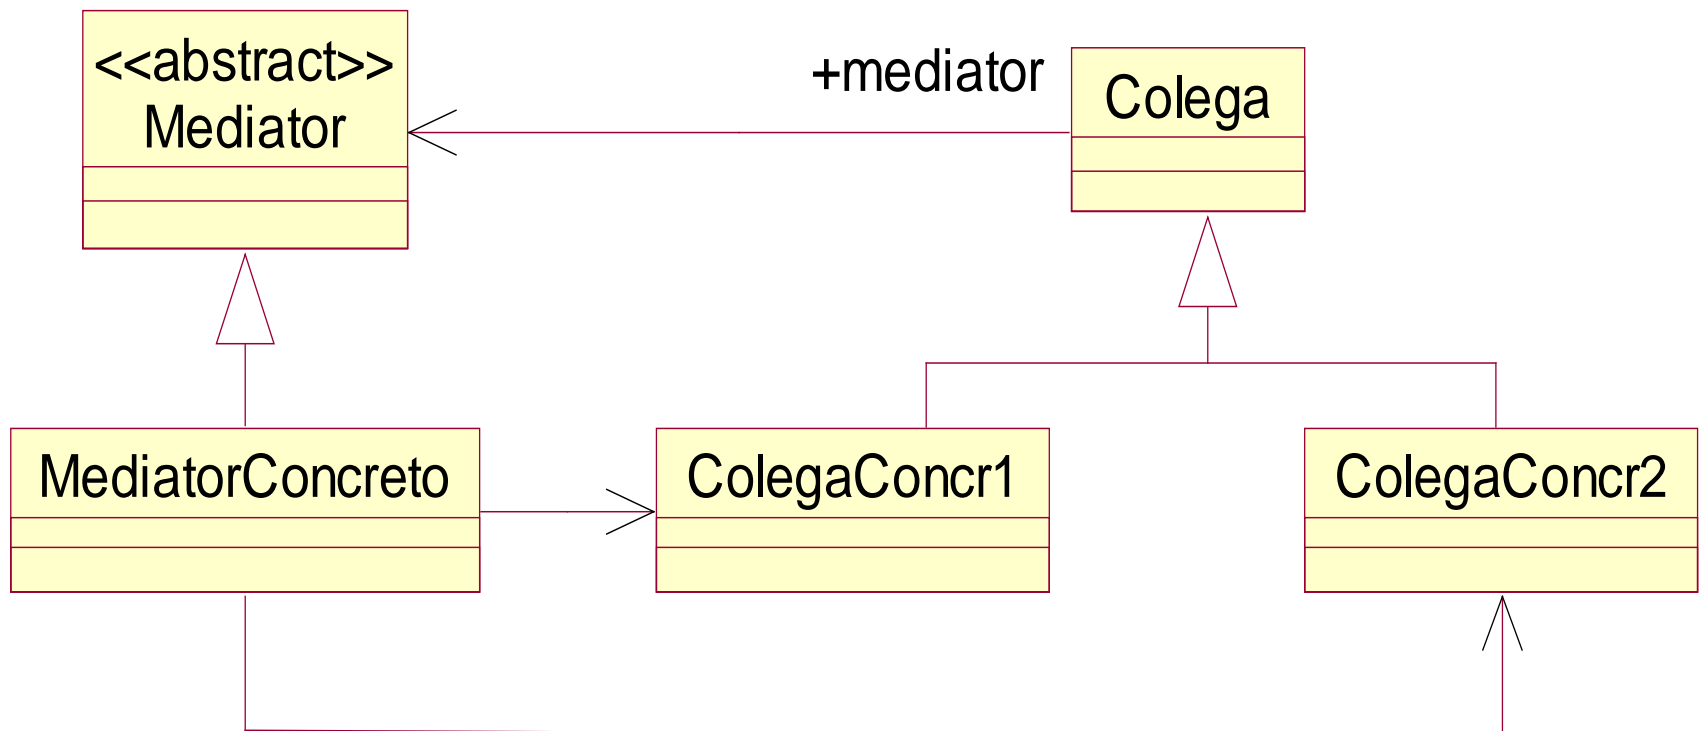 <<abstract>>
Mediator
+mediator
Colega
MediatorConcreto
ColegaConcr1
ColegaConcr2